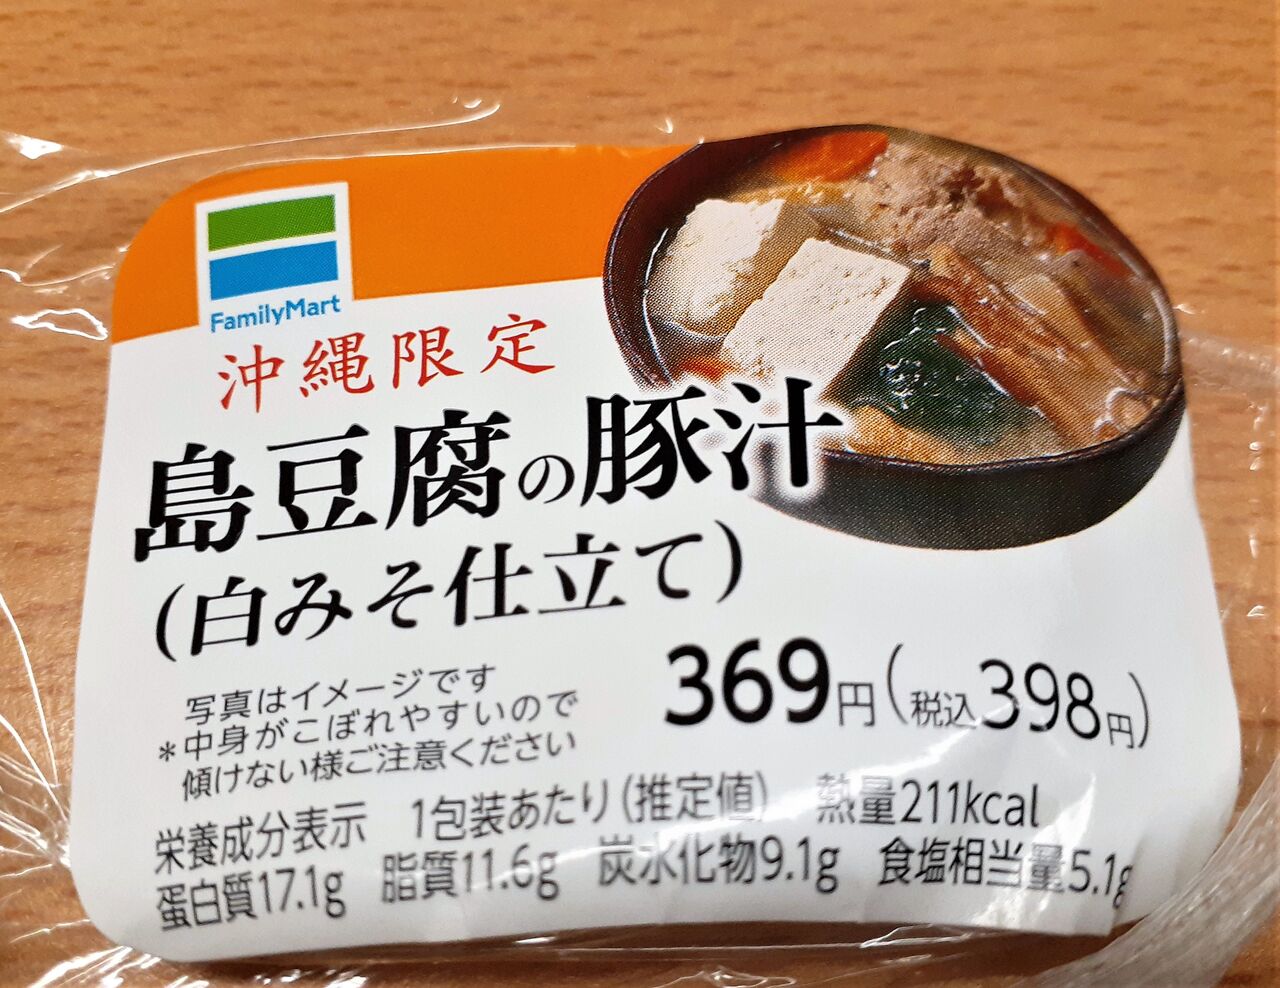 FamilyMart
沖縄限定
島豆腐の豚汁
(白みそ仕立て)
写真はイメージです
*中身がこぼれやすいので
傾けない様ご注意ください
369円(税込398円)
栄養成分表示 1包装あたり(推定値) 熱量211kcal
蛋白質17.1g 脂質11.6g 炭水化物9.1g 食塩相当量5.1g